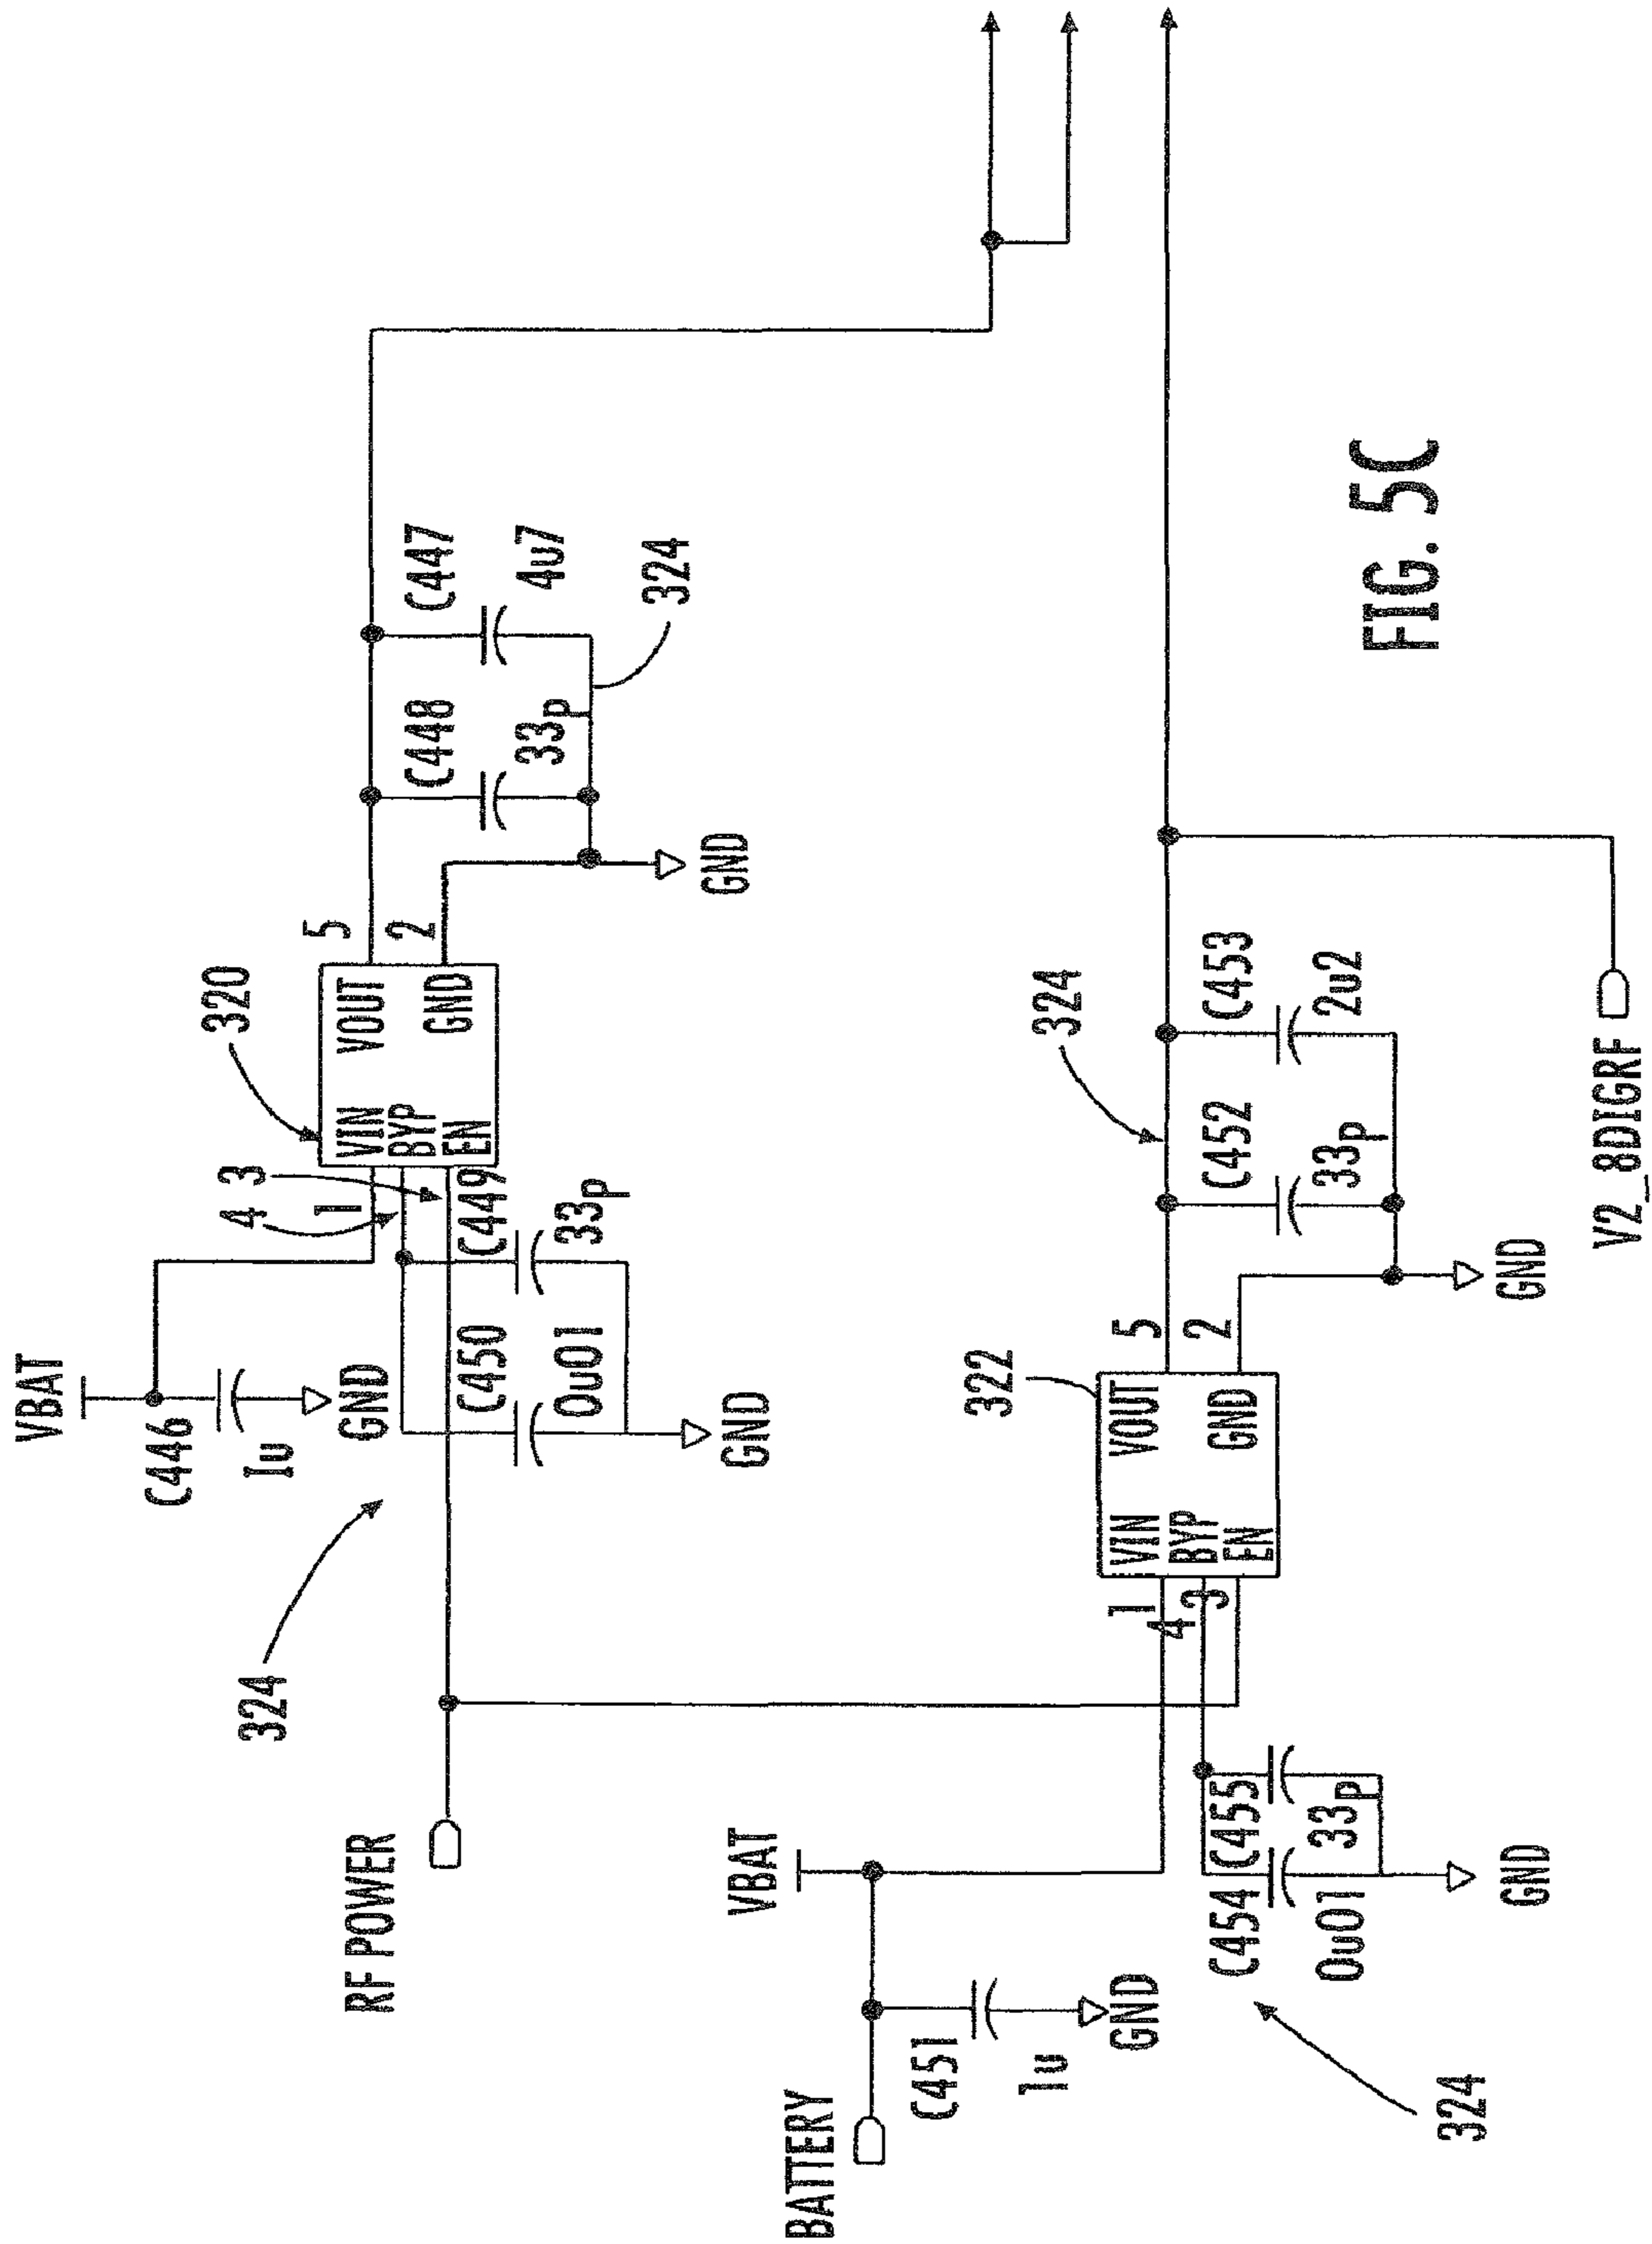 VBAT
C446
1u
GND
324
4
3
1
320
VIN
BYP
EN
VOUT
GND
5
2
C448
33p
C447
4u7
324
GND
C450
0u01
C449
33p
GND
RF POWER
VBAT
BATTERY
C451
1u
GND
322
1
4
3
VIN
BYP
EN
VOUT
GND
5
2
324
C452
33p
C453
2u2
GND
C454
0u01
C455
33p
GND
324
V2_8DIGRF
FIG. 5C